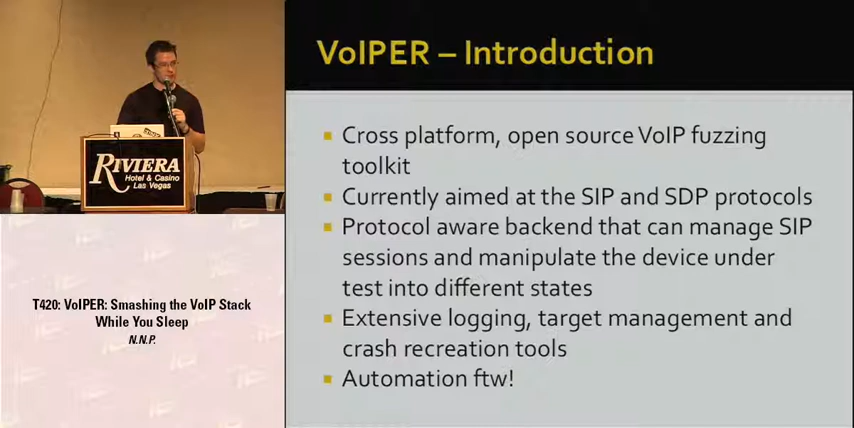 VoIPER – Introduction
Cross platform, open source VoIP fuzzing
toolkit
Currently aimed at the SIP and SDP protocols
Protocol aware backend that can manage SIP
sessions and manipulate the device under
test into different states
Extensive logging, target management and
crash recreation tools
Automation ftw!
RIVIERA
Hotel & Casino
Las Vegas
T420: VoIPER: Smashing the VoIP Stack
While You Sleep
N.N.P.